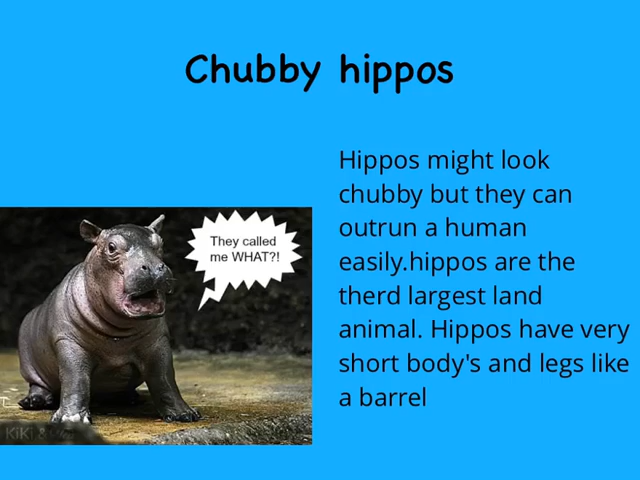 Chubby hippos
Hippos might look
chubby but they can
outrun a human
easily.hippos are the
therd largest land
animal. Hippos have very
short body's and legs like
a barrel
They called
me WHAT?!
KiKi &